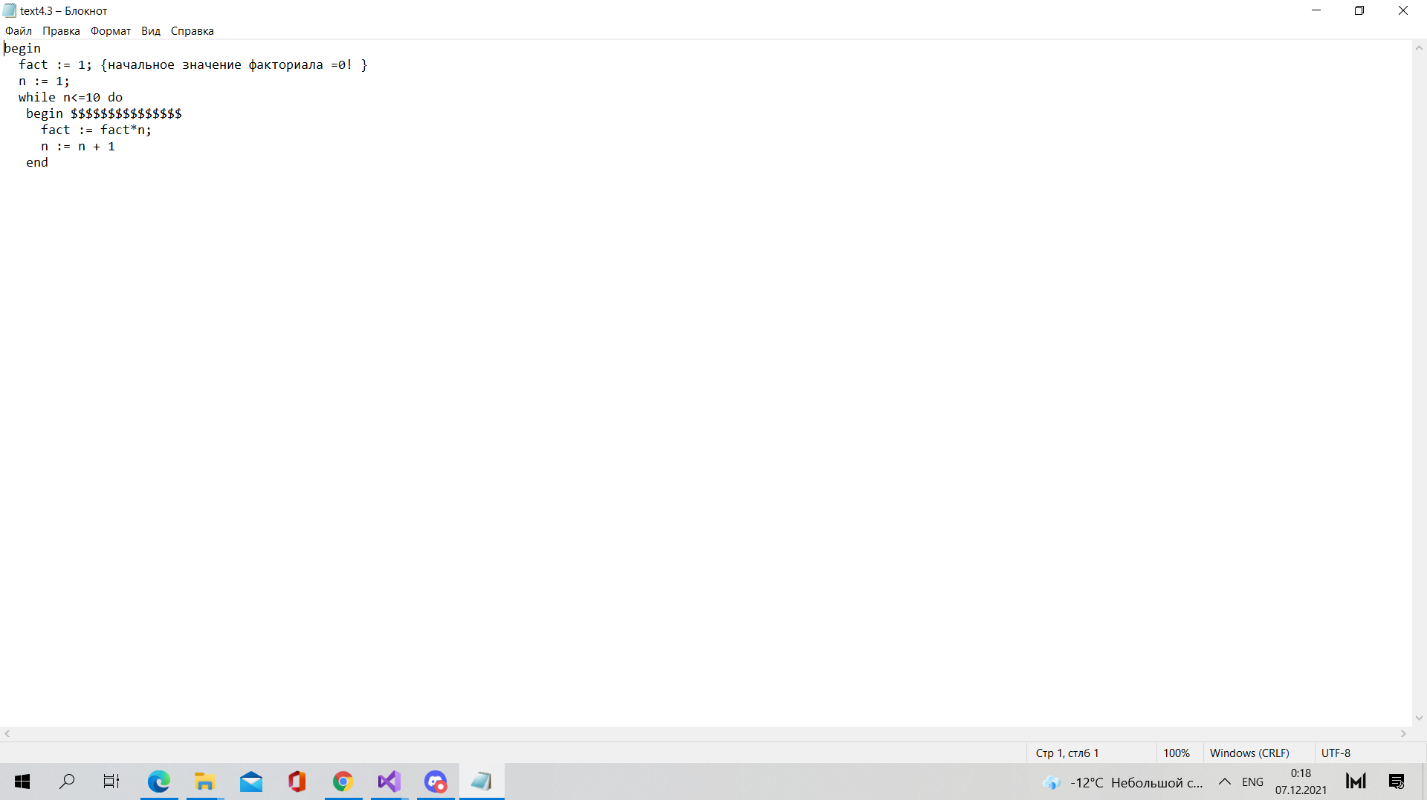 text4.3 – Блокнот
Файл Правка Формат Вид Справка
begin
  fact := 1; {начальное значение факториала =0! }
  n := 1;
  while n<=10 do
   begin $$$$$$$$$$$$$$$
     fact := fact*n;
     n := n + 1
   end
Стр 1, стлб 1 100% Windows (CRLF) UTF-8
-12°C Небольшой с... ENG 0:18
07.12.2021